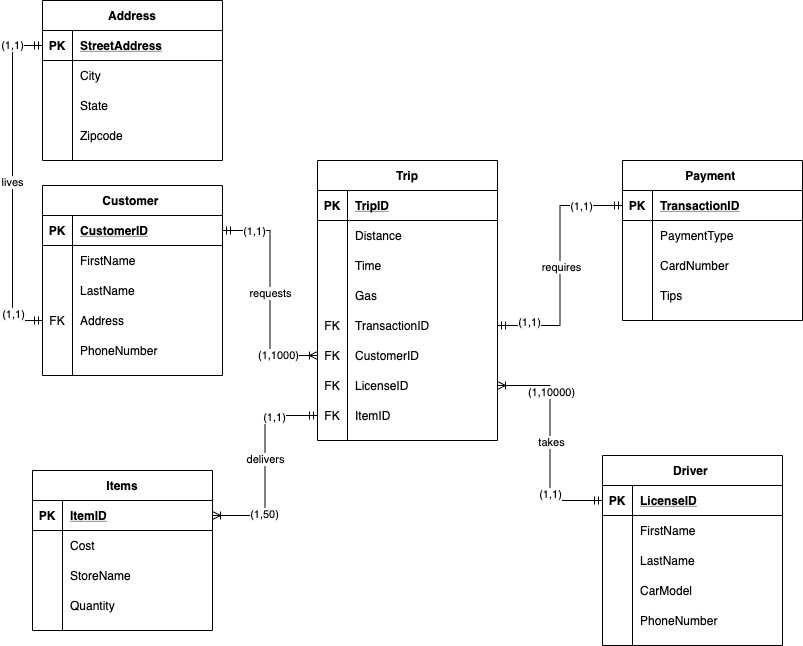 Address
PK StreetAddress
City
State
Zipcode
(1,1)
lives
(1,1)
Customer
PK CustomerID
FirstName
LastName
FK Address
PhoneNumber
(1,1)
requests
(1,1000)
Trip
PK TripID
Distance
Time
Gas
FK TransactionID
FK CustomerID
FK LicenseID
FK ItemID
(1,1)
requires
(1,1)
Payment
PK TransactionID
PaymentType
CardNumber
Tips
(1,1)
delivers
(1,50)
Items
PK ItemID
Cost
StoreName
Quantity
(1,10000)
takes
(1,1)
Driver
PK LicenseID
FirstName
LastName
CarModel
PhoneNumber